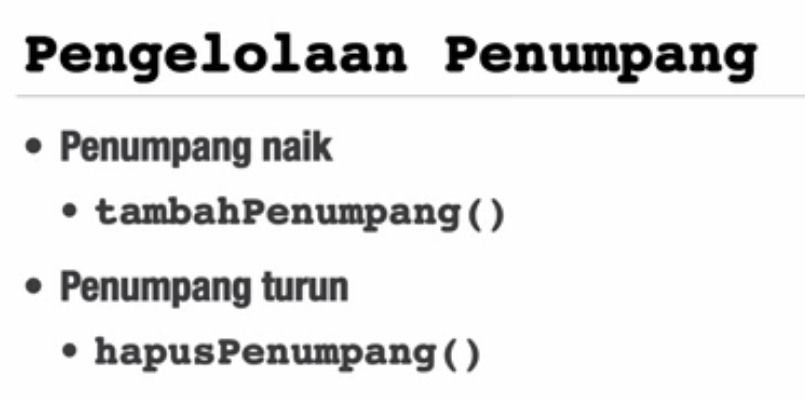 Pengelolaan Penumpang
• Penumpang naik
• tambahPenumpang()
• Penumpang turun
• hapusPenumpang()